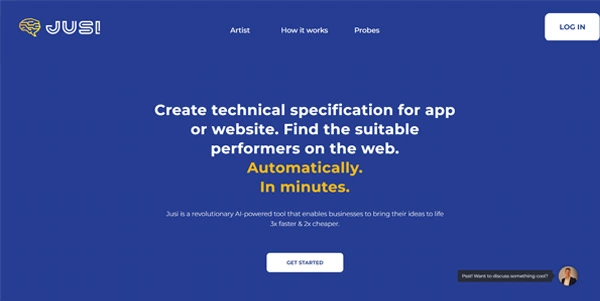 JUSI
Artist
How it works
Probes
LOG IN
Create technical specification for app
or website. Find the suitable
performers on the web.
Automatically.
In minutes.
Jusi is a revolutionary AI-powered tool that enables businesses to bring their ideas to life
3x faster & 2x cheaper.
GET STARTED
Psst! Want to discuss something cool?